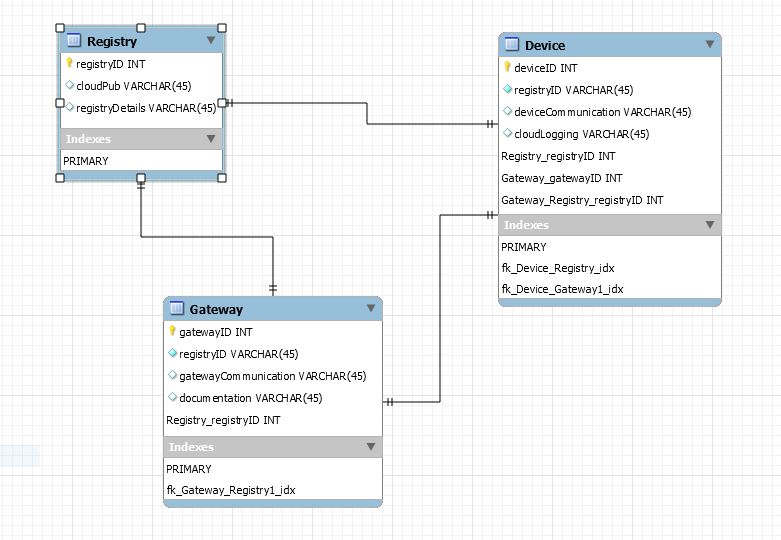 Registry
registryID INT
cloudPub VARCHAR(45)
registryDetails VARCHAR(45)
Indexes
PRIMARY
Device
deviceID INT
registryID VARCHAR(45)
deviceCommunication VARCHAR(45)
cloudLogging VARCHAR(45)
Registry_registryID INT
Gateway_gatewayID INT
Gateway_Registry_registryID INT
Indexes
PRIMARY
fk_Device_Registry_idx
fk_Device_Gateway1_idx
Gateway
gatewayID INT
registryID VARCHAR(45)
gatewayCommunication VARCHAR(45)
documentation VARCHAR(45)
Registry_registryID INT
Indexes
PRIMARY
fk_Gateway_Registry1_idx